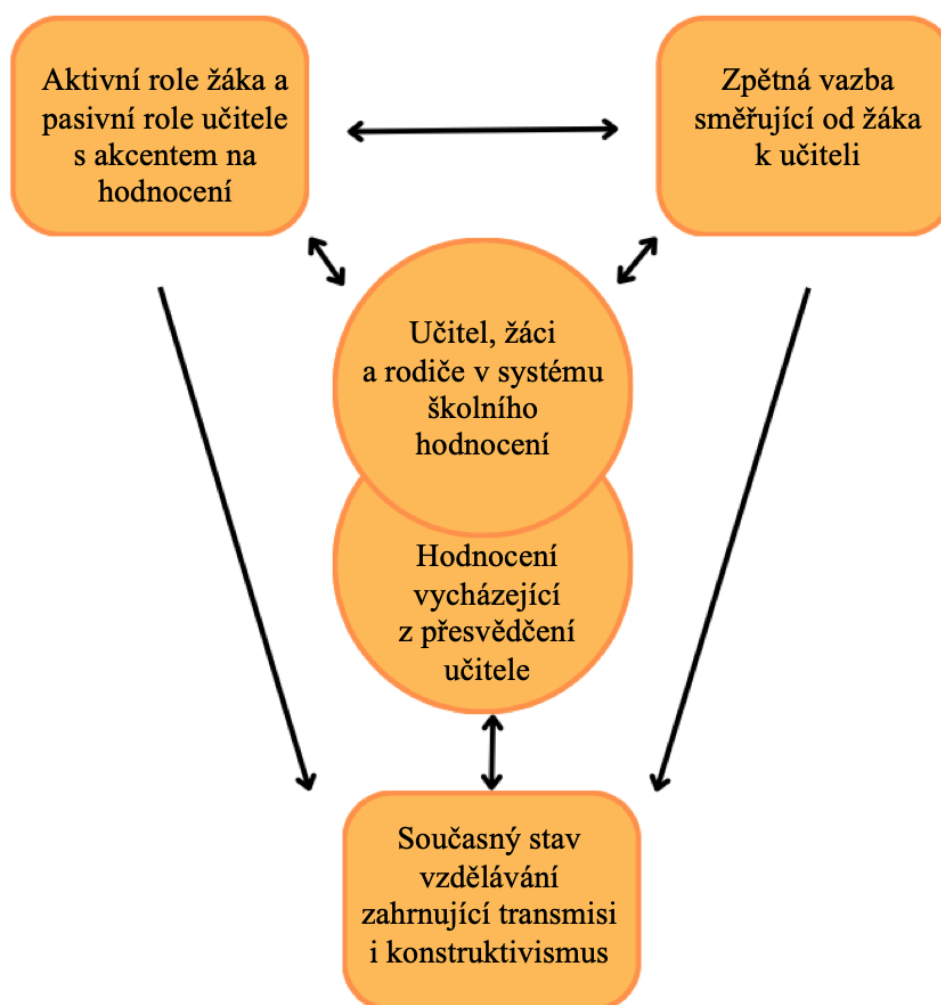 Aktivní role žáka a
pasivní role učitele
s akcentem na
hodnocení
Zpětná vazba
směřující od žáka
k učiteli
Učitel, žáci
a rodiče v systému
školního
hodnocení
Hodnocení
vycházející
z přesvědčení
učitele
Současný stav
vzdělávání
zahrnující transmisi
i konstruktivismus